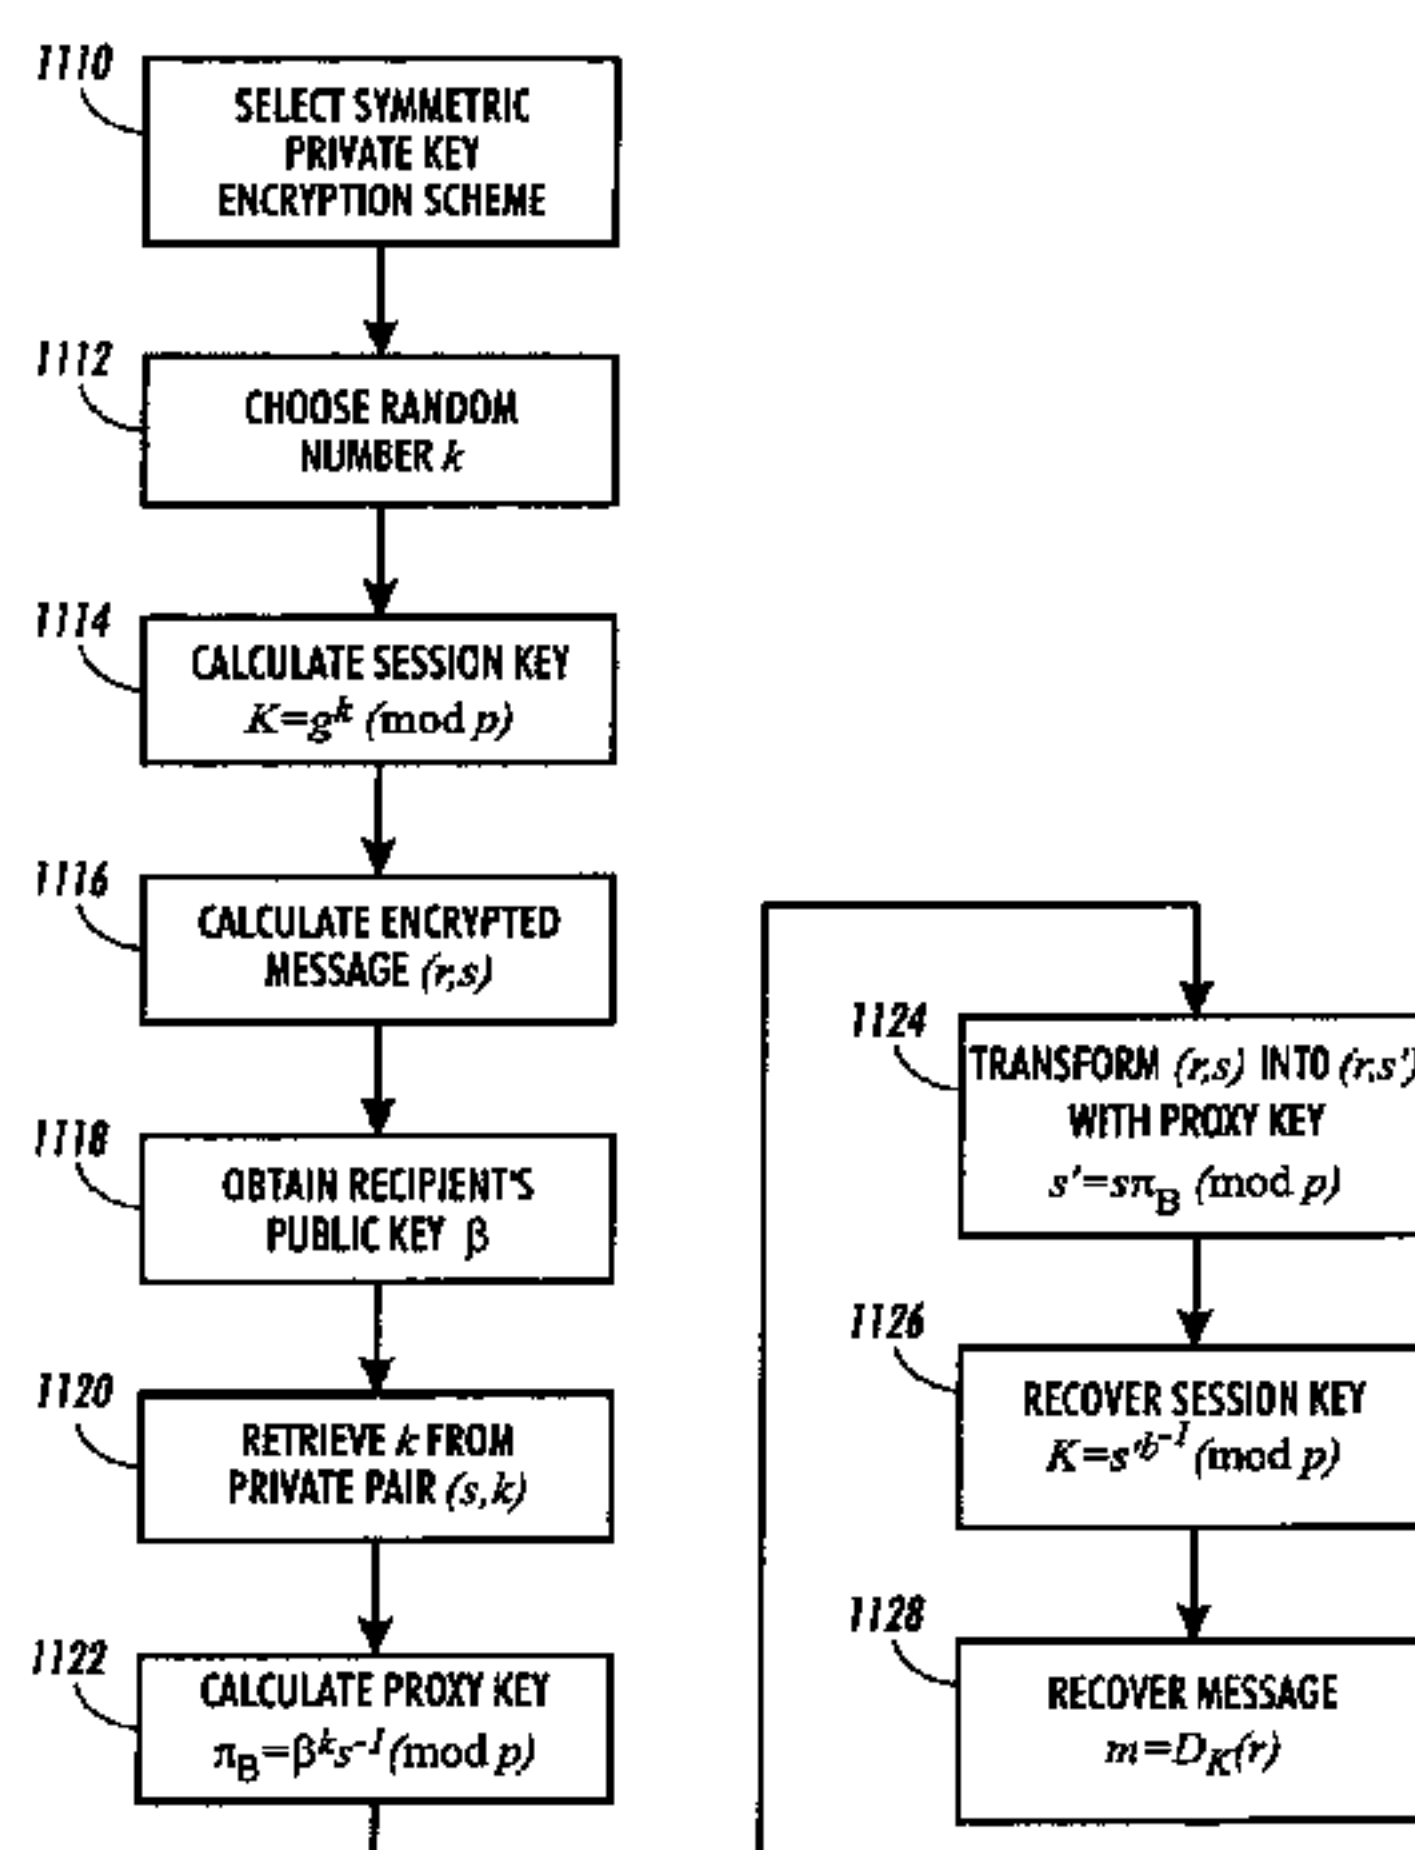 1110
SELECT SYMMETRIC
PRIVATE KEY
ENCRYPTION SCHEME
1112
CHOOSE RANDOM
NUMBER k
1114
CALCULATE SESSION KEY
K=g^k (mod p)
1116
CALCULATE ENCRYPTED
MESSAGE (r,s)
1118
OBTAIN RECIPIENT'S
PUBLIC KEY β
1120
RETRIEVE k FROM
PRIVATE PAIR (s,k)
1122
CALCULATE PROXY KEY
π_B=β^k s^-1 (mod p)
1124
TRANSFORM (r,s) INTO (r,s')
WITH PROXY KEY
s'=sπ_B (mod p)
1126
RECOVER SESSION KEY
K=s'^b^-1 (mod p)
1128
RECOVER MESSAGE
m=D_K(r)